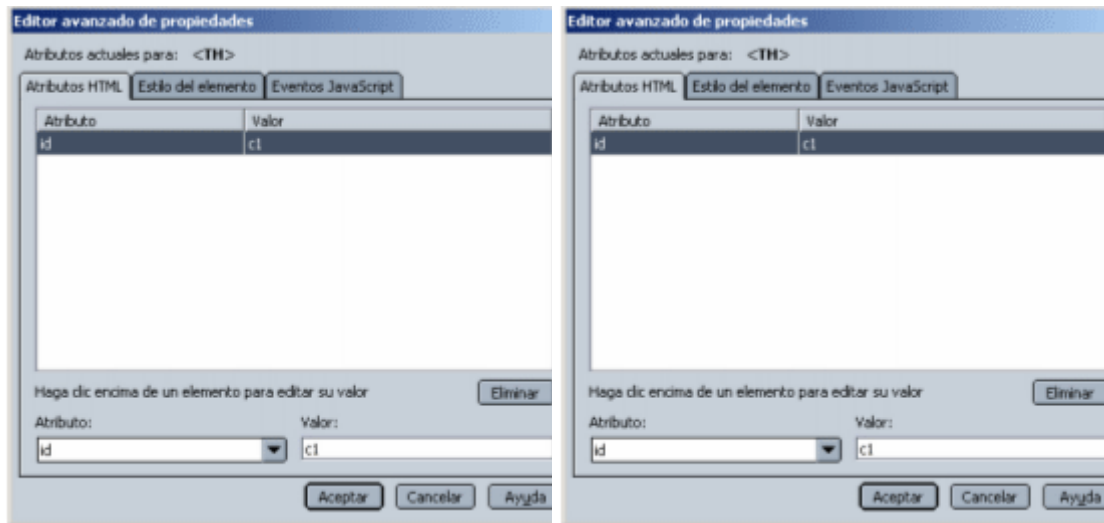 Editor avanzado de propiedades
Atributos actuales para: <TH>
Atributos HTML Estilo del elemento Eventos JavaScript
Atributo Valor
id c1
Haga clic encima de un elemento para editar su valor Eliminar
Atributo: Valor:
id c1
Aceptar Cancelar Ayuda
Editor avanzado de propiedades
Atributos actuales para: <TH>
Atributos HTML Estilo del elemento Eventos JavaScript
Atributo Valor
id c1
Haga clic encima de un elemento para editar su valor Eliminar
Atributo: Valor:
id c1
Aceptar Cancelar Ayuda